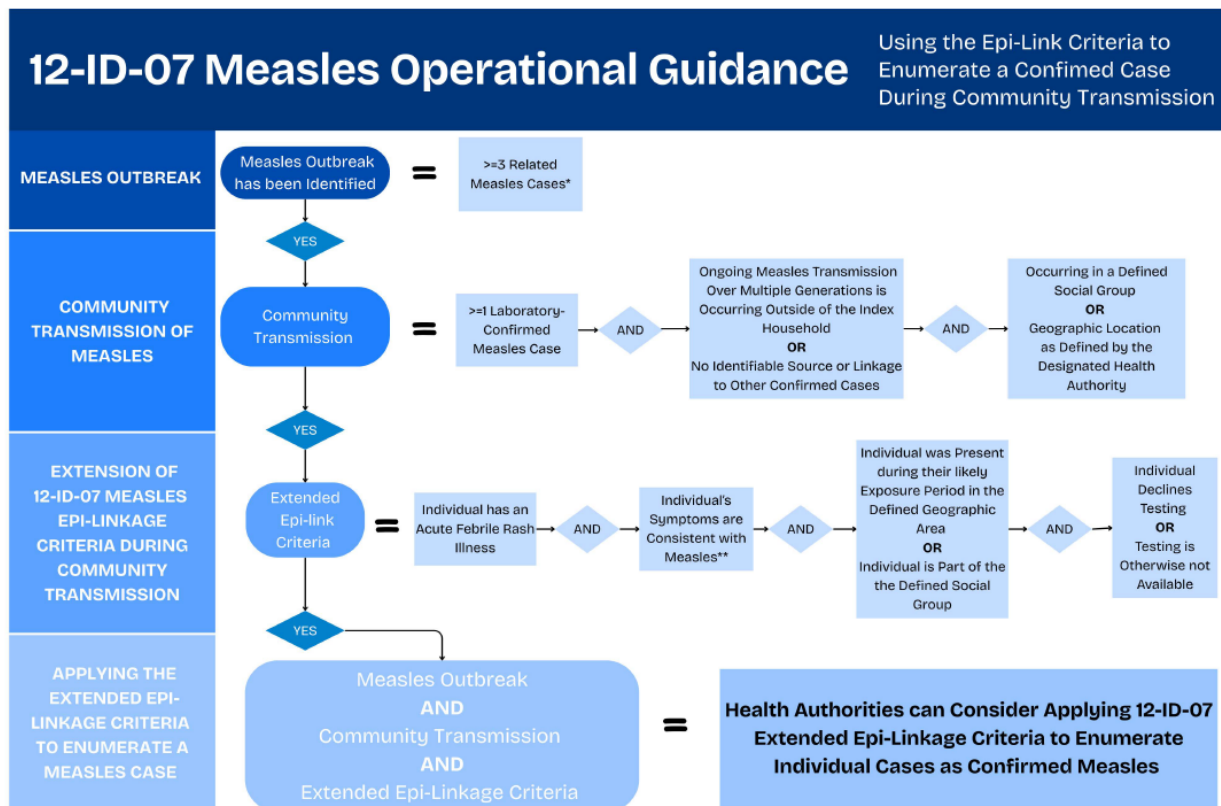 12-ID-07 Measles Operational Guidance
Using the Epi-Link Criteria to
Enumerate a Confimed Case
During Community Transmission
MEASLES OUTBREAK
Measles Outbreak
has been Identified
=
>=3 Related
Measles Cases*
YES
COMMUNITY
TRANSMISSION OF
MEASLES
Community
Transmission
=
>=1 Laboratory-
Confirmed
Measles Case
AND
Ongoing Measles Transmission
Over Multiple Generations is
Occurring Outside of the Index
Household
OR
No Identifiable Source or Linkage
to Other Confirmed Cases
AND
Occurring in a Defined
Social Group
OR
Geographic Location
as Defined by the
Designated Health
Authority
YES
EXTENSION OF
12-ID-07 MEASLES
EPI-LINKAGE
CRITERIA DURING
COMMUNITY
TRANSMISSION
Extended
Epi-link
Criteria
=
Individual has an
Acute Febrile Rash
Illness
AND
Individual's
Symptoms are
Consistent with
Measles**
AND
Individual was Present
during their likely
Exposure Period in the
Defined Geographic
Area
OR
Individual is Part of the
the Defined Social
Group
AND
Individual
Declines
Testing
OR
Testing is
Otherwise not
Available
YES
APPLYING THE
EXTENDED EPI-
LINKAGE CRITERIA
TO ENUMERATE A
MEASLES CASE
Measles Outbreak
AND
Community Transmission
AND
Extended Epi-Linkage Criteria
=
Health Authorities can Consider Applying 12-ID-07
Extended Epi-Linkage Criteria to Enumerate
Individual Cases as Confirmed Measles